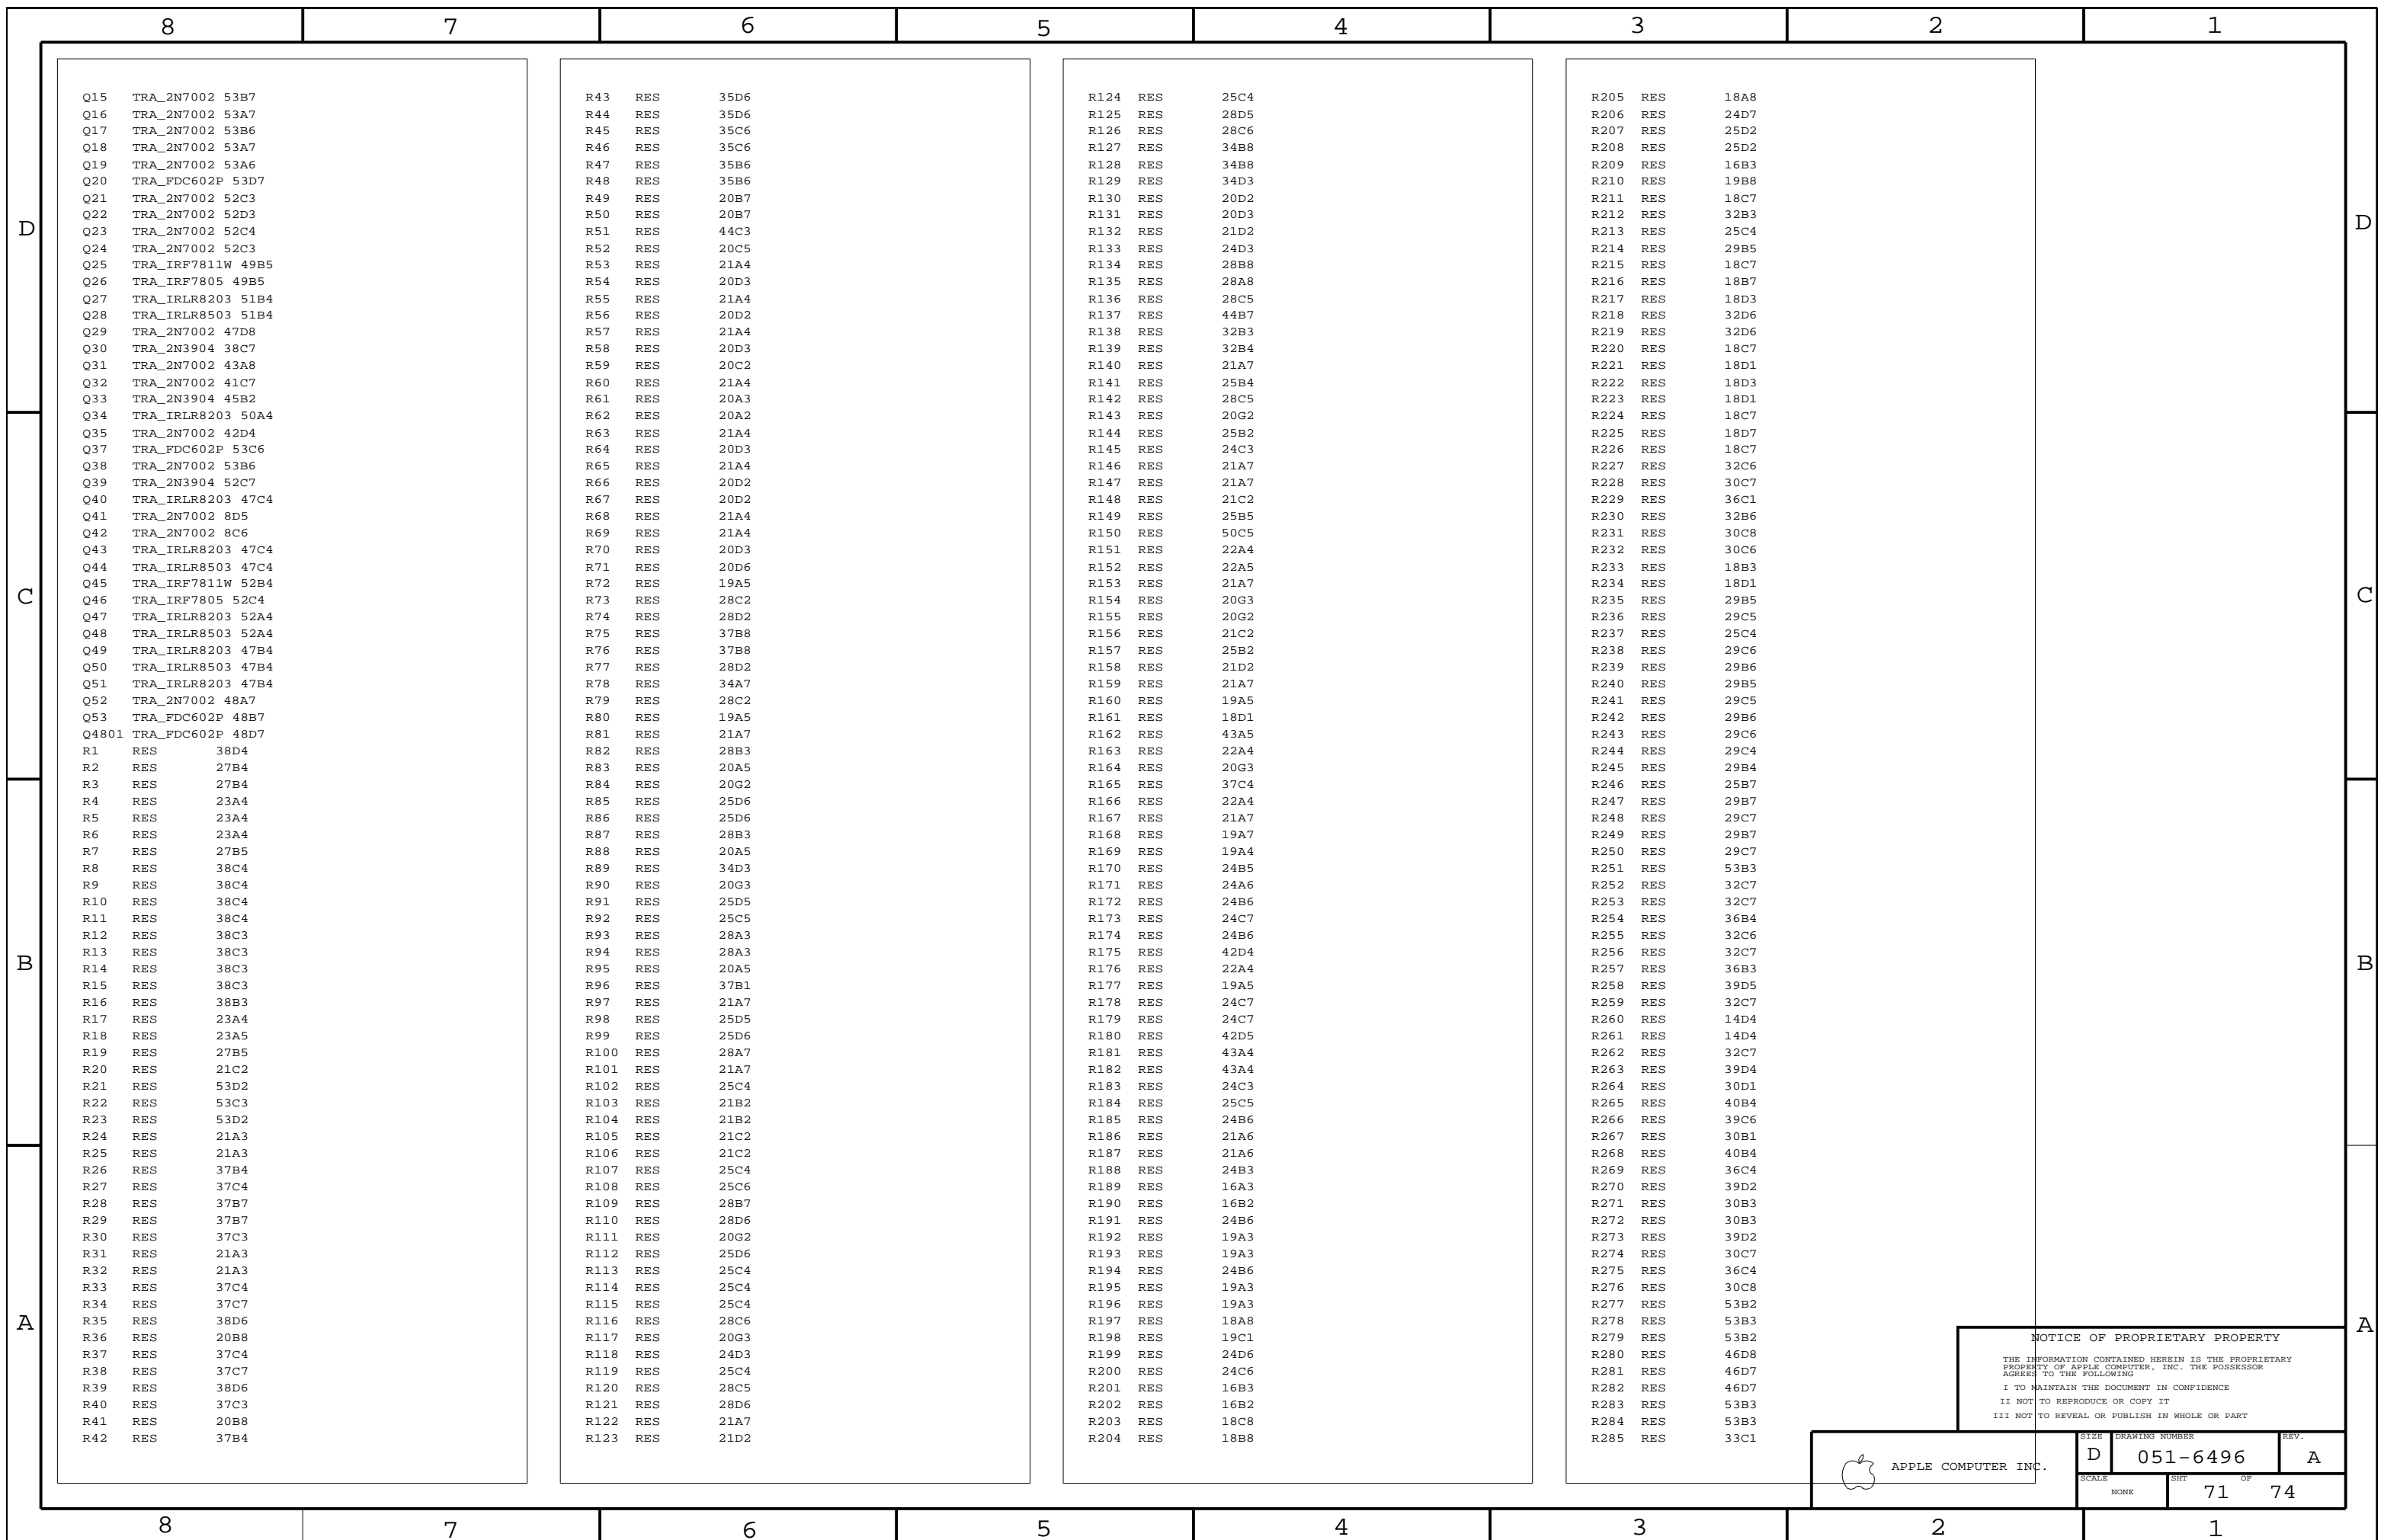 8 7 6 5 4 3 2 1
Q15 TRA_2N7002 53B7
Q16 TRA_2N7002 53A7
Q17 TRA_2N7002 53B6
Q18 TRA_2N7002 53A7
Q19 TRA_2N7002 53A6
Q20 TRA_FDC602P 53D7
Q21 TRA_2N7002 52C3
Q22 TRA_2N7002 52D3
Q23 TRA_2N7002 52C4
Q24 TRA_2N7002 52C3
Q25 TRA_IRF7811W 49B5
Q26 TRA_IRF7805 49B5
Q27 TRA_IRLR8203 51B4
Q28 TRA_IRLR8503 51B4
Q29 TRA_2N7002 47D8
Q30 TRA_2N3904 38C7
Q31 TRA_2N7002 43A8
Q32 TRA_2N7002 41C7
Q33 TRA_2N3904 45B2
Q34 TRA_IRLR8203 50A4
Q35 TRA_2N7002 42D4
Q37 TRA_FDC602P 53C6
Q38 TRA_2N7002 53B6
Q39 TRA_2N3904 52C7
Q40 TRA_IRLR8203 47C4
Q41 TRA_2N7002 8D5
Q42 TRA_2N7002 8C6
Q43 TRA_IRLR8203 47C4
Q44 TRA_IRLR8503 47C4
Q45 TRA_IRF7811W 52B4
Q46 TRA_IRF7805 52C4
Q47 TRA_IRLR8203 52A4
Q48 TRA_IRLR8503 52A4
Q49 TRA_IRLR8203 47B4
Q50 TRA_IRLR8503 47B4
Q51 TRA_IRLR8203 47B4
Q52 TRA_2N7002 48A7
Q53 TRA_FDC602P 48B7
Q4801 TRA_FDC602P 48D7
R1 RES 38D4
R2 RES 27B4
R3 RES 27B4
R4 RES 23A4
R5 RES 23A4
R6 RES 23A4
R7 RES 27B5
R8 RES 38C4
R9 RES 38C4
R10 RES 38C4
R11 RES 38C4
R12 RES 38C3
R13 RES 38C3
R14 RES 38C3
R15 RES 38C3
R16 RES 38B3
R17 RES 23A4
R18 RES 23A5
R19 RES 27B5
R20 RES 21C2
R21 RES 53D2
R22 RES 53C3
R23 RES 53D2
R24 RES 21A3
R25 RES 21A3
R26 RES 37B4
R27 RES 37C4
R28 RES 37B7
R29 RES 37B7
R30 RES 37C3
R31 RES 21A3
R32 RES 21A3
R33 RES 37C4
R34 RES 37C7
R35 RES 38D6
R36 RES 20B8
R37 RES 37C4
R38 RES 37C7
R39 RES 38D6
R40 RES 37C3
R41 RES 20B8
R42 RES 37B4
R43 RES 35D6
R44 RES 35D6
R45 RES 35C6
R46 RES 35C6
R47 RES 35B6
R48 RES 35B6
R49 RES 20B7
R50 RES 20B7
R51 RES 44C3
R52 RES 20C5
R53 RES 21A4
R54 RES 20D3
R55 RES 21A4
R56 RES 20D2
R57 RES 21A4
R58 RES 20D3
R59 RES 20C2
R60 RES 21A4
R61 RES 20A3
R62 RES 20A2
R63 RES 21A4
R64 RES 20D3
R65 RES 21A4
R66 RES 20D2
R67 RES 20D2
R68 RES 21A4
R69 RES 21A4
R70 RES 20D3
R71 RES 20D6
R72 RES 19A5
R73 RES 28C2
R74 RES 28D2
R75 RES 37B8
R76 RES 37B8
R77 RES 28D2
R78 RES 34A7
R79 RES 28C2
R80 RES 19A5
R81 RES 21A7
R82 RES 28B3
R83 RES 20A5
R84 RES 20G2
R85 RES 25D6
R86 RES 25D6
R87 RES 28B3
R88 RES 20A5
R89 RES 34D3
R90 RES 20G3
R91 RES 25D5
R92 RES 25C5
R93 RES 28A3
R94 RES 28A3
R95 RES 20A5
R96 RES 37B1
R97 RES 21A7
R98 RES 25D5
R99 RES 25D6
R100 RES 28A7
R101 RES 21A7
R102 RES 25C4
R103 RES 21B2
R104 RES 21B2
R105 RES 21C2
R106 RES 21C2
R107 RES 25C4
R108 RES 25C6
R109 RES 28B7
R110 RES 28D6
R111 RES 20G2
R112 RES 25D6
R113 RES 25C4
R114 RES 25C4
R115 RES 25C4
R116 RES 28C6
R117 RES 20G3
R118 RES 24D3
R119 RES 25C4
R120 RES 28C5
R121 RES 28D6
R122 RES 21A7
R123 RES 21D2
R124 RES 25C4
R125 RES 28D5
R126 RES 28C6
R127 RES 34B8
R128 RES 34B8
R129 RES 34D3
R130 RES 20D2
R131 RES 20D3
R132 RES 21D2
R133 RES 24D3
R134 RES 28B8
R135 RES 28A8
R136 RES 28C5
R137 RES 44B7
R138 RES 32B3
R139 RES 32B4
R140 RES 21A7
R141 RES 25B4
R142 RES 28C5
R143 RES 20G2
R144 RES 25B2
R145 RES 24C3
R146 RES 21A7
R147 RES 21A7
R148 RES 21C2
R149 RES 25B5
R150 RES 50C5
R151 RES 22A4
R152 RES 22A5
R153 RES 21A7
R154 RES 20G3
R155 RES 20G2
R156 RES 21C2
R157 RES 25B2
R158 RES 21D2
R159 RES 21A7
R160 RES 19A5
R161 RES 18D1
R162 RES 43A5
R163 RES 22A4
R164 RES 20G3
R165 RES 37C4
R166 RES 22A4
R167 RES 21A7
R168 RES 19A7
R169 RES 19A4
R170 RES 24B5
R171 RES 24A6
R172 RES 24B6
R173 RES 24C7
R174 RES 24B6
R175 RES 42D4
R176 RES 22A4
R177 RES 19A5
R178 RES 24C7
R179 RES 24C7
R180 RES 42D5
R181 RES 43A4
R182 RES 43A4
R183 RES 24C3
R184 RES 25C5
R185 RES 24B6
R186 RES 21A6
R187 RES 21A6
R188 RES 24B3
R189 RES 16A3
R190 RES 16B2
R191 RES 24B6
R192 RES 19A3
R193 RES 19A3
R194 RES 24B6
R195 RES 19A3
R196 RES 19A3
R197 RES 18A8
R198 RES 19C1
R199 RES 24D6
R200 RES 24C6
R201 RES 16B3
R202 RES 16B2
R203 RES 18C8
R204 RES 18B8
R205 RES 18A8
R206 RES 24D7
R207 RES 25D2
R208 RES 25D2
R209 RES 16B3
R210 RES 19B8
R211 RES 18C7
R212 RES 32B3
R213 RES 25C4
R214 RES 29B5
R215 RES 18C7
R216 RES 18B7
R217 RES 18D3
R218 RES 32D6
R219 RES 32D6
R220 RES 18C7
R221 RES 18D1
R222 RES 18D3
R223 RES 18D1
R224 RES 18C7
R225 RES 18D7
R226 RES 18C7
R227 RES 32C6
R228 RES 30C7
R229 RES 36C1
R230 RES 32B6
R231 RES 30C8
R232 RES 30C6
R233 RES 18B3
R234 RES 18D1
R235 RES 29B5
R236 RES 29C5
R237 RES 25C4
R238 RES 29C6
R239 RES 29B6
R240 RES 29B5
R241 RES 29C5
R242 RES 29B6
R243 RES 29C6
R244 RES 29C4
R245 RES 29B4
R246 RES 25B7
R247 RES 29B7
R248 RES 29C7
R249 RES 29B7
R250 RES 29C7
R251 RES 53B3
R252 RES 32C7
R253 RES 32C7
R254 RES 36B4
R255 RES 32C6
R256 RES 32C7
R257 RES 36B3
R258 RES 39D5
R259 RES 32C7
R260 RES 14D4
R261 RES 14D4
R262 RES 32C7
R263 RES 39D4
R264 RES 30D1
R265 RES 40B4
R266 RES 39C6
R267 RES 30B1
R268 RES 40B4
R269 RES 36C4
R270 RES 39D2
R271 RES 30B3
R272 RES 30B3
R273 RES 39D2
R274 RES 30C7
R275 RES 36C4
R276 RES 30C8
R277 RES 53B2
R278 RES 53B3
R279 RES 53B2
R280 RES 46D8
R281 RES 46D7
R282 RES 46D7
R283 RES 53B3
R284 RES 53B3
R285 RES 33C1
D D
C C
B B
A A
NOTICE OF PROPRIETARY PROPERTY
THE INFORMATION CONTAINED HEREIN IS THE PROPRIETARY
PROPERTY OF APPLE COMPUTER, INC. THE POSSESSOR
AGREES TO THE FOLLOWING
I TO MAINTAIN THE DOCUMENT IN CONFIDENCE
II NOT TO REPRODUCE OR COPY IT
III NOT TO REVEAL OR PUBLISH IN WHOLE OR PART
APPLE COMPUTER INC.
SIZE DRAWING NUMBER REV.
D 051-6496 A
SCALE SHT OF
NONE 71 74
8 7 6 5 4 3 2 1